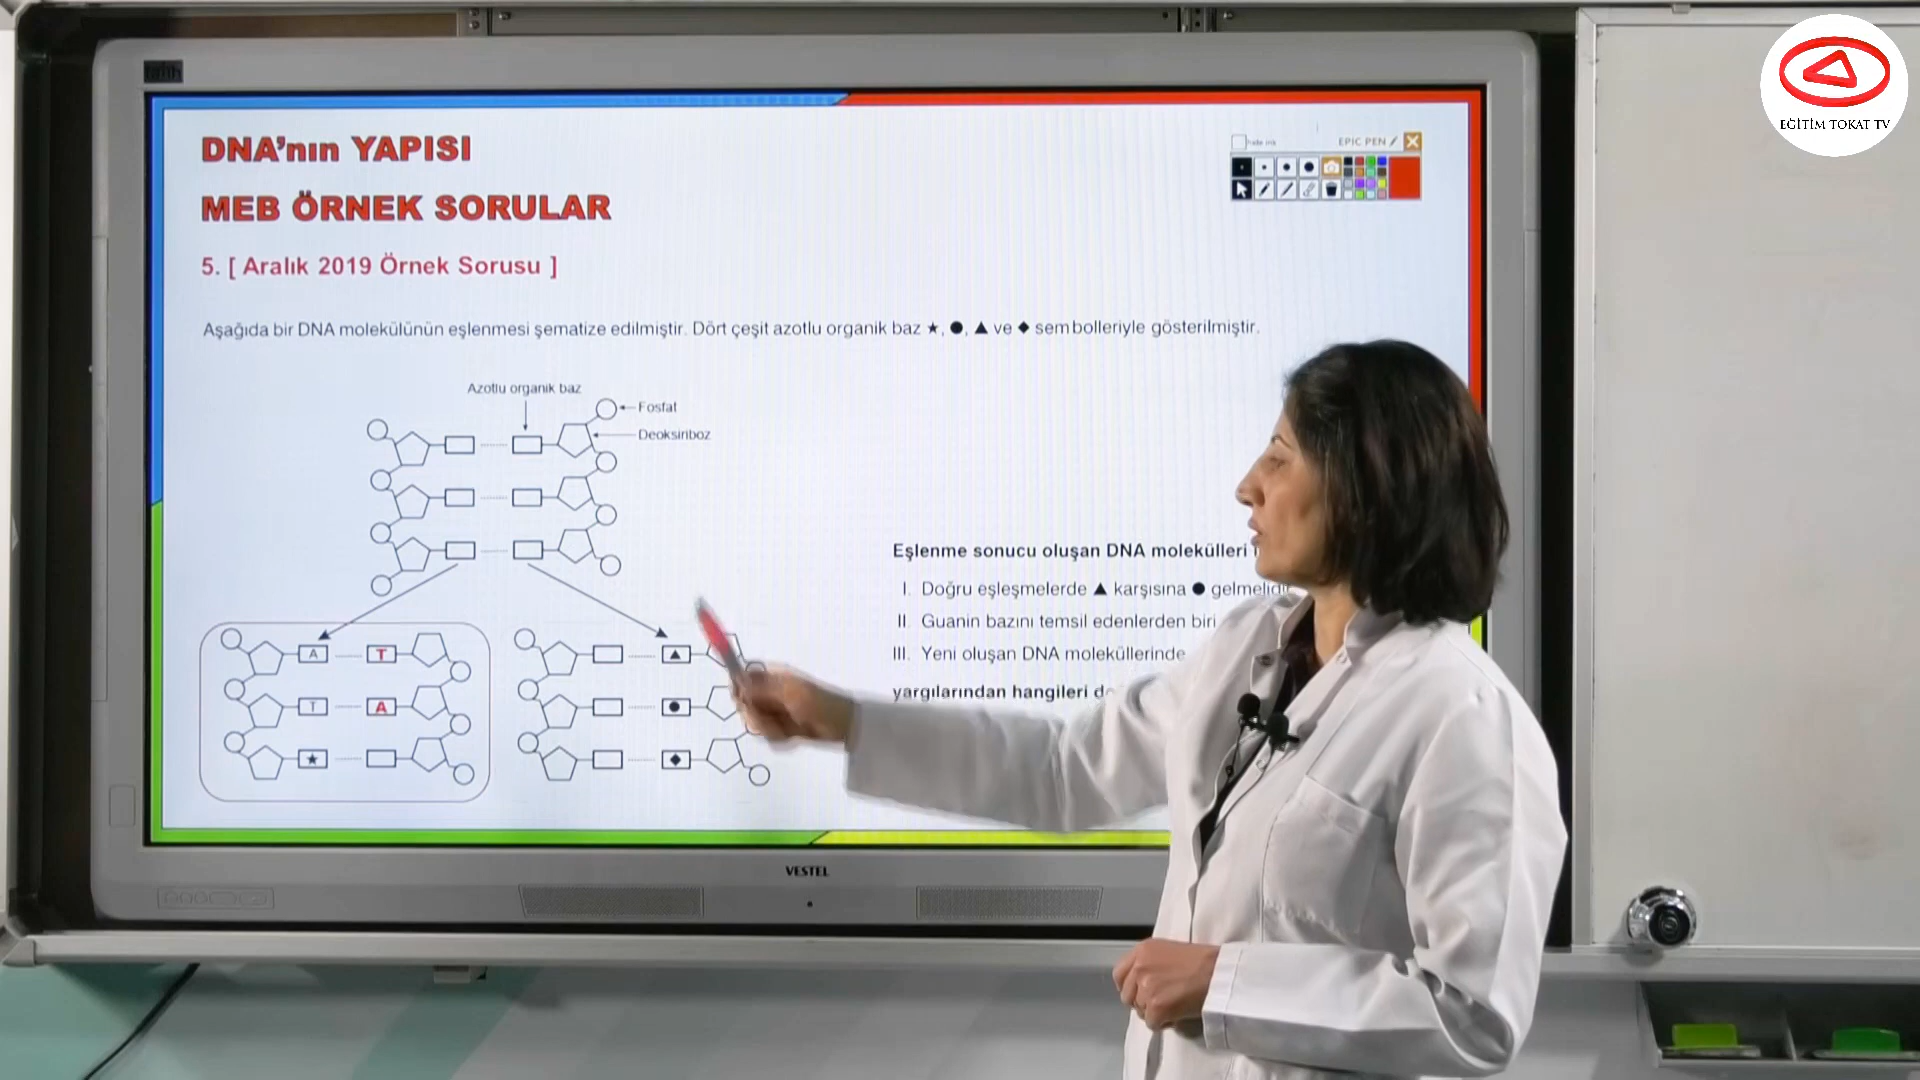 EĞİTİM TOKAT TV
DNA’nın YAPISI
MEB ÖRNEK SORULAR
EPIC PEN
5. [ Aralık 2019 Örnek Sorusu ]
Aşağıda bir DNA molekülünün eşlenmesi şematize edilmiştir. Dört çeşit azotlu organik baz ★, ●, ▲ ve ◆ sembolleriyle gösterilmiştir.
Azotlu organik baz
Fosfat
Deoksiriboz
A T
T A
★
▲
●
◆
Eşlenme sonucu oluşan DNA molekülleri
I. Doğru eşleşmelerde ▲ karşısına ● gelmelidir
II. Guanin bazını temsil edenlerden biri
III. Yeni oluşan DNA moleküllerinde
yargılarından hangileri
VESTEL